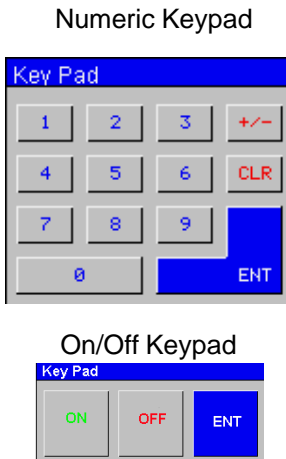 Numeric Keypad
Key Pad
1 2 3 +/-
4 5 6 CLR
7 8 9
0 ENT
On/Off Keypad
Key Pad
ON OFF ENT